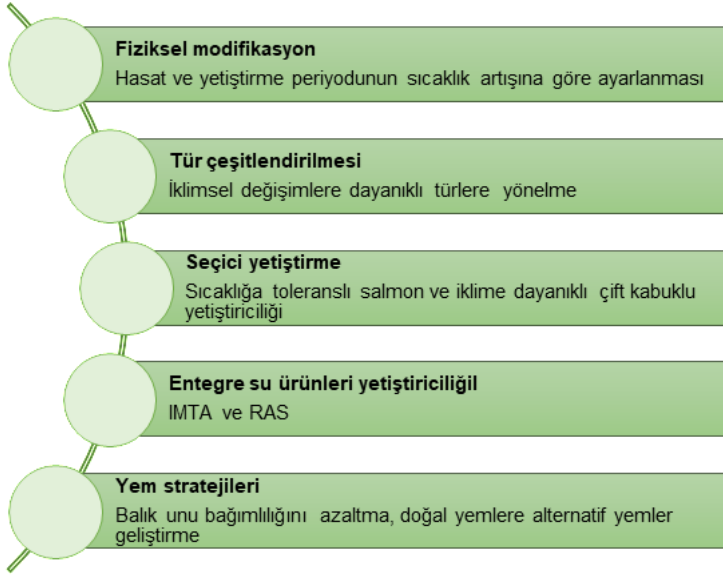 Fiziksel modifikasyon
Hasat ve yetiştirme periyodunun sıcaklık artışına göre ayarlanması
Tür çeşitlendirilmesi
İklimsel değişimlere dayanıklı türlere yönelme
Seçici yetiştirme
Sıcaklığa toleranslı salmon ve iklime dayanıklı çift kabuklu
yetiştiriciliği
Entegre su ürünleri yetiştiriciliğil
IMTA ve RAS
Yem stratejileri
Balık unu bağımlılığını azaltma, doğal yemlere alternatif yemler
geliştirme